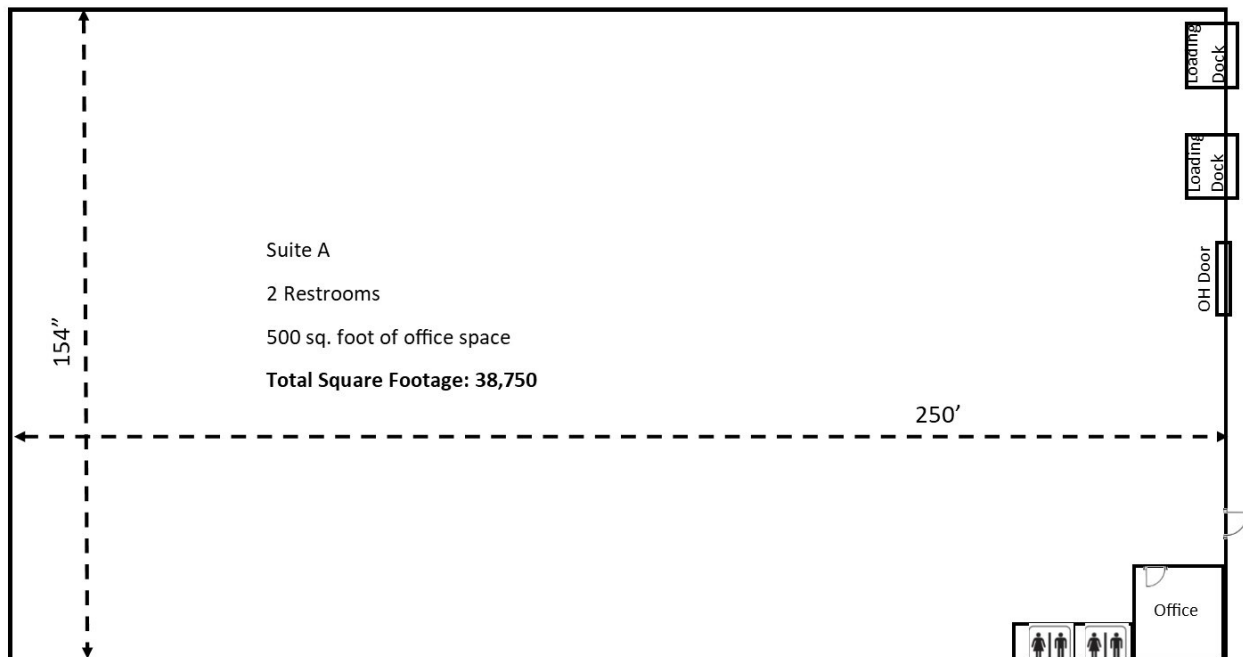 Loading
Dock
Loading
Dock
Suite A
OH Door
2 Restrooms
154”
500 sq. foot of office space
Total Square Footage: 38,750
250’
Office